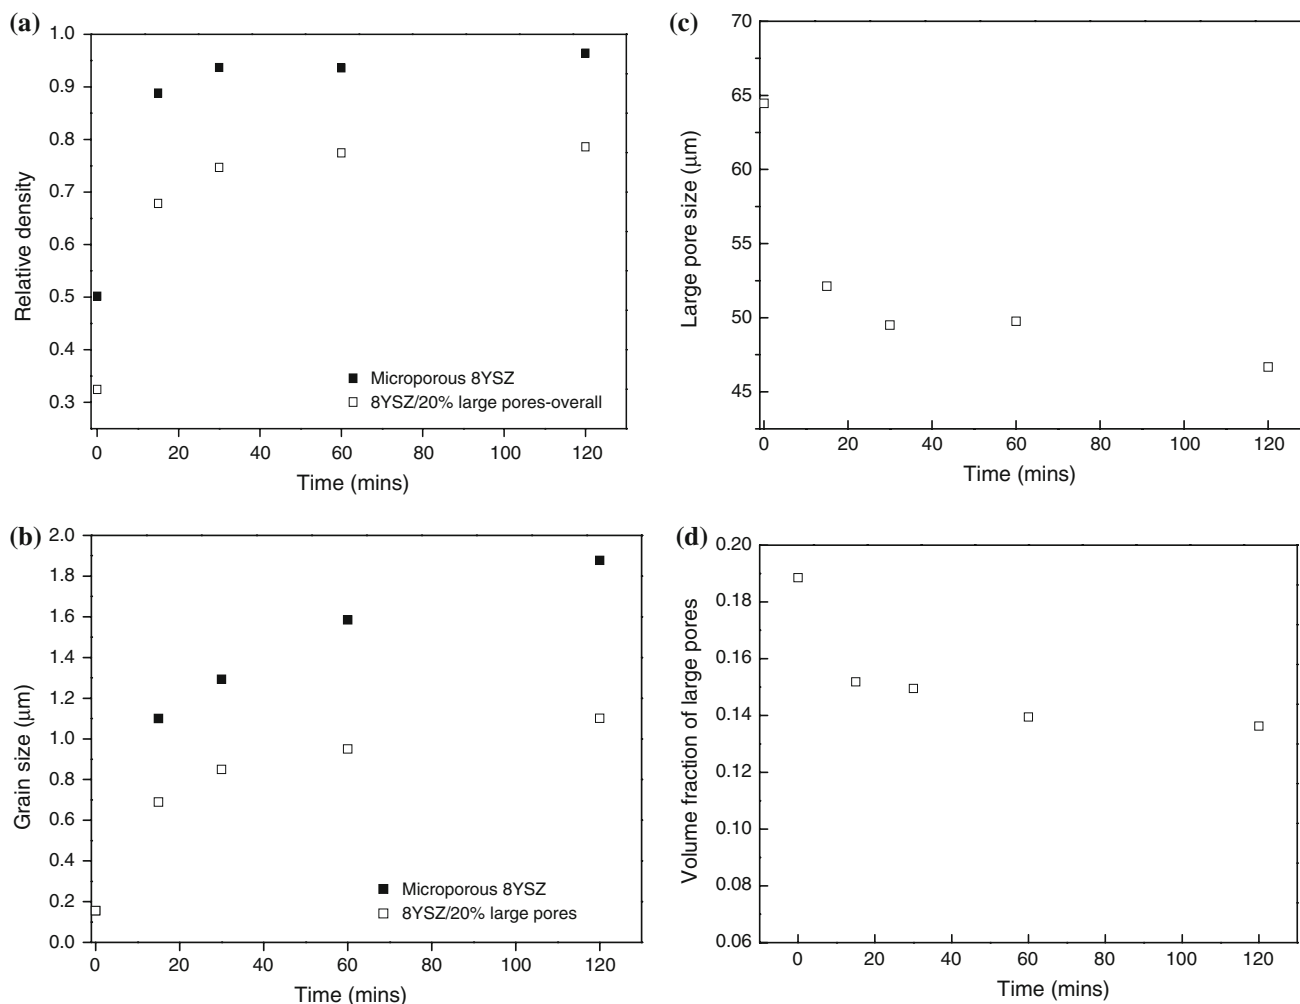 (a)
1.0
0.9
0.8
0.7
0.6
0.5
0.4
0.3
Relative density
Microporous 8YSZ
8YSZ/20% large pores-overall
0 20 40 60 80 100 120
Time (mins)
(c)
70
65
60
55
50
45
Large pore size (μm)
0 20 40 60 80 100 120
Time (mins)
(b)
2.0
1.8
1.6
1.4
1.2
1.0
0.8
0.6
0.4
0.2
0.0
Grain size (μm)
Microporous 8YSZ
8YSZ/20% large pores
0 20 40 60 80 100 120
Time (mins)
(d)
0.20
0.18
0.16
0.14
0.12
0.10
0.08
0.06
Volume fraction of large pores
0 20 40 60 80 100 120
Time (mins)